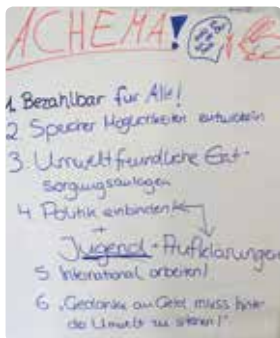 ACHEMA!
1. Bezahlbar für Alle!
2 Speicher Möglichkeiten entwickeln
3. Umweltfreundliche Ent-
sorgungsanlagen
4 Politik einbinden
+
Jugend - Aufklärungen
5 International arbeiten!
6 „Gedanke an Geld muss hinter
der Umwelt zu stehen!"